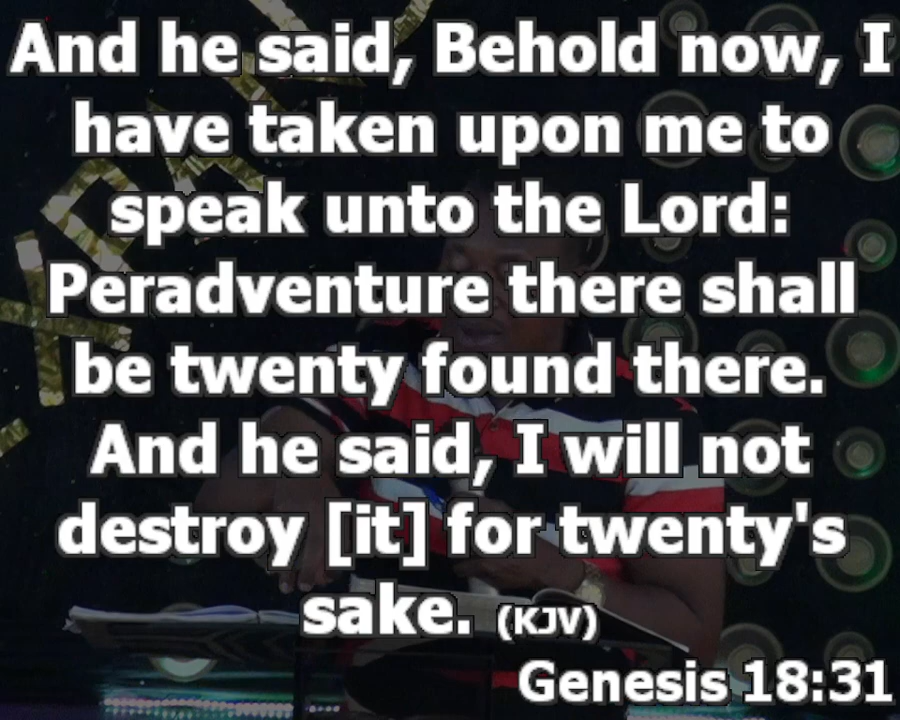 And he said, Behold now, I
have taken upon me to
speak unto the Lord:
Peradventure there shall
be twenty found there.
And he said, I will not
destroy [it] for twenty's
sake. (KJV)
Genesis 18:31